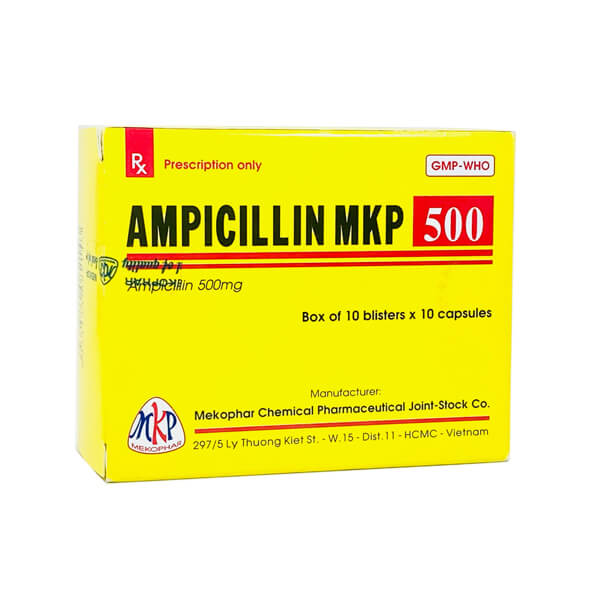 Rx
Prescription only
GMP-WHO
AMPICILLIN MKP 500
Ampicillin 500mg
Box of 10 blisters x 10 capsules
Manufacturer:
Mekophar Chemical Pharmaceutical Joint-Stock Co.
297/5 Ly Thuong Kiet St. - W.15 - Dist.11 - HCMC - Vietnam
MKP
MEKOPHAR